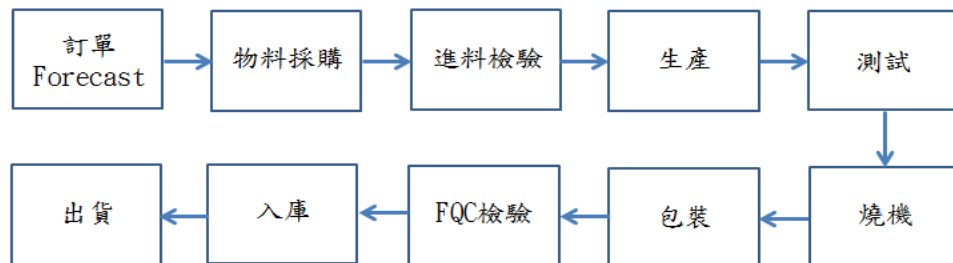 訂單
Forecast
物料採購
進料檢驗
生產
測試
燒機
包裝
FQC檢驗
入庫
出貨